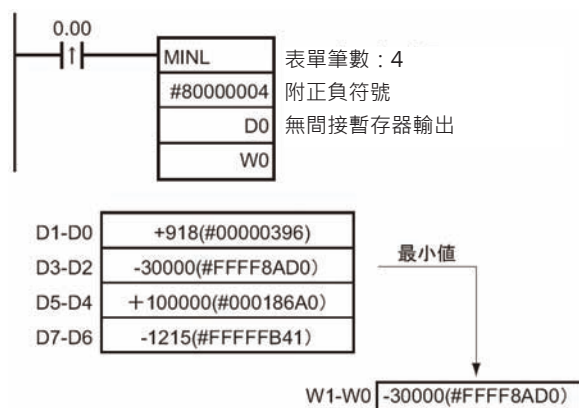 0.00
↑
MINL
表單筆數：4
#80000004
附正負符號
D0
無間接暫存器輸出
W0
D1-D0 +918(#00000396)
D3-D2 -30000(#FFFF8AD0)
最小值
D5-D4 +100000(#000186A0)
D7-D6 -1215(#FFFFFB41)
W1-W0 -30000(#FFFF8AD0)